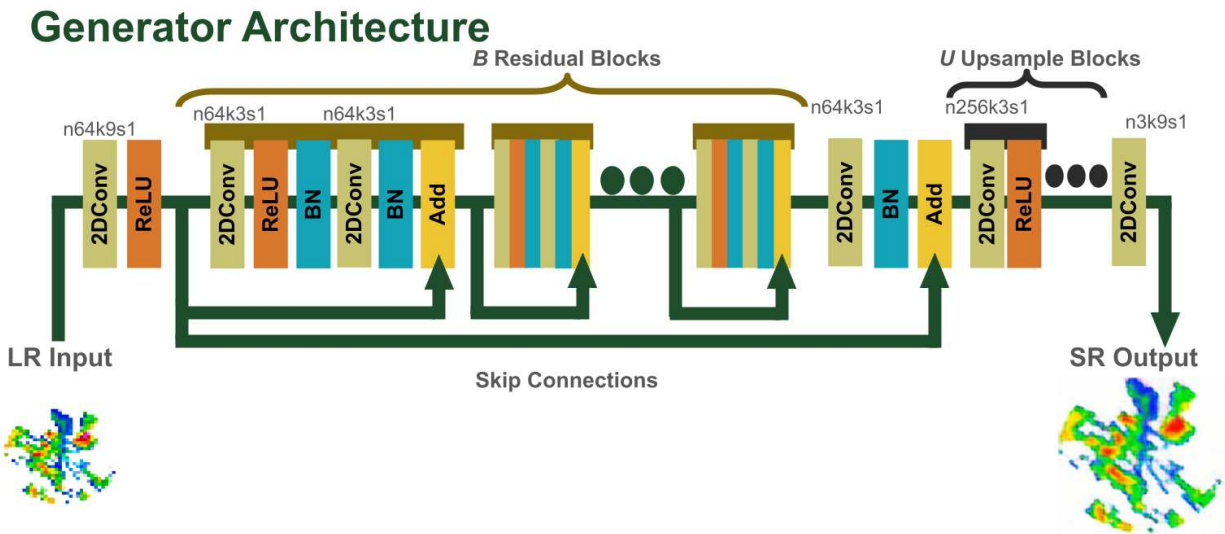 Generator Architecture
B Residual Blocks
U Upsample Blocks
n64k9s1
n64k3s1
n64k3s1
n64k3s1
n256k3s1
n3k9s1
2DConv
ReLU
2DConv
ReLU
BN
2DConv
BN
Add
2DConv
BN
Add
2DConv
ReLU
2DConv
LR Input
SR Output
Skip Connections